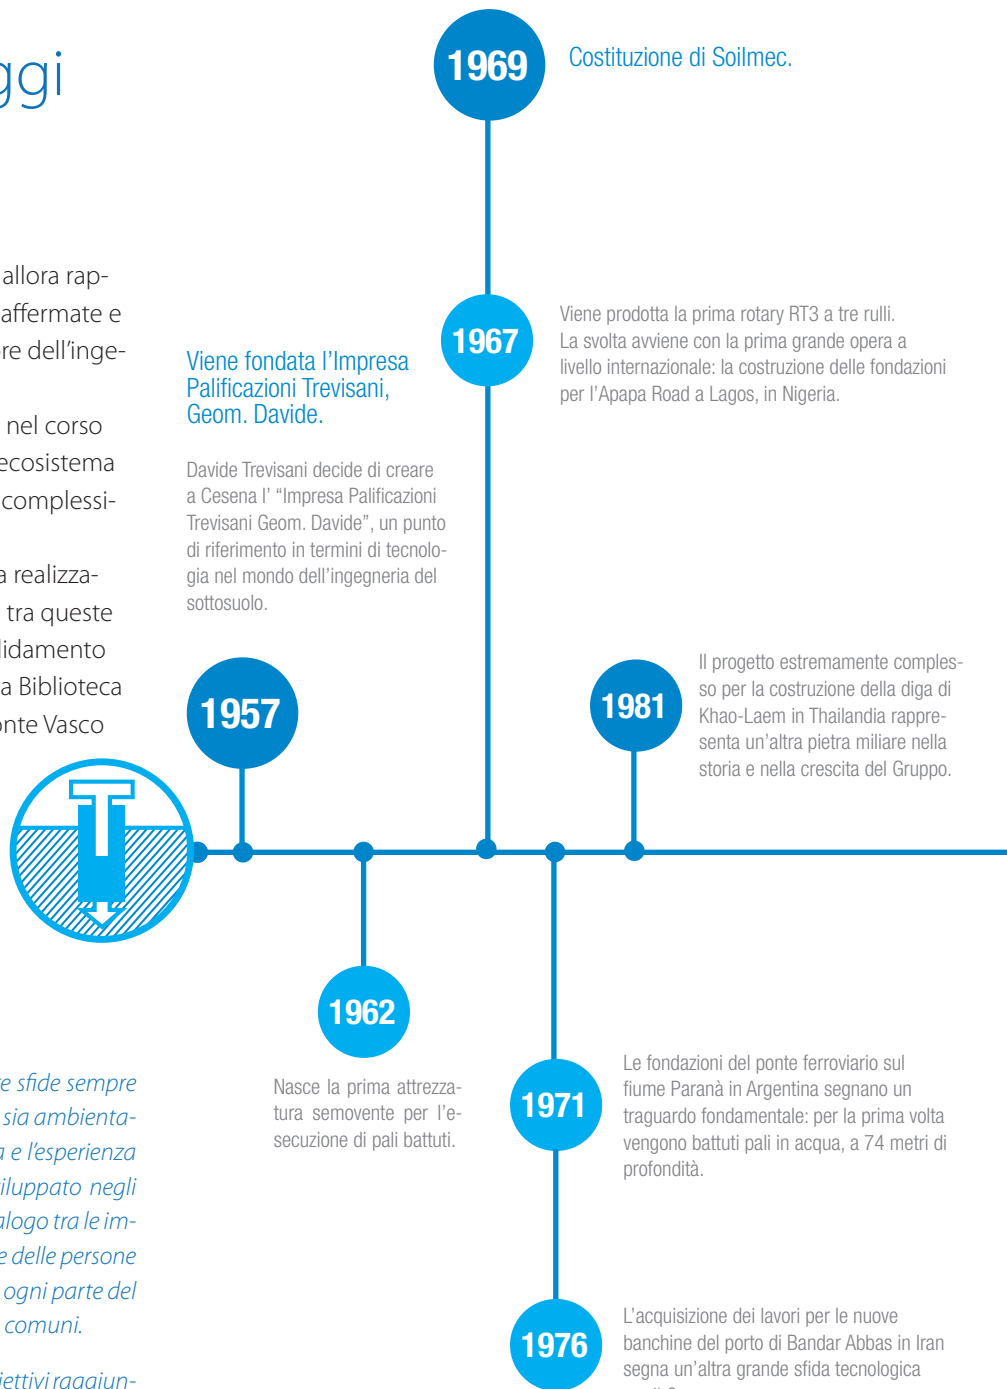 ggi
allora rap-
affermate e
re dell’inge-
nel corso
ecosistema
complessi-
a realizza-
tra queste
lidamento
a Biblioteca
onte Vasco
e sfide sempre
sia ambienta-
a e l’esperienza
iluppato negli
alogo tra le im-
e delle persone
ogni parte del
comuni.
iettivi raggiun-
1969
Costituzione di Soilmec.
1967
Viene prodotta la prima rotary RT3 a tre rulli.
La svolta avviene con la prima grande opera a
livello internazionale: la costruzione delle fondazioni
per l’Apapa Road a Lagos, in Nigeria.
Viene fondata l’Impresa
Palificazioni Trevisani,
Geom. Davide.
Davide Trevisani decide di creare
a Cesena l’ “Impresa Palificazioni
Trevisani Geom. Davide”, un punto
di riferimento in termini di tecnolo-
gia nel mondo dell’ingegneria del
sottosuolo.
1957
1981
Il progetto estremamente comples-
so per la costruzione della diga di
Khao-Laem in Thailandia rappre-
senta un’altra pietra miliare nella
storia e nella crescita del Gruppo.
1962
Nasce la prima attrezza-
tura semovente per l’e-
secuzione di pali battuti.
1971
Le fondazioni del ponte ferroviario sul
fiume Paranà in Argentina segnano un
traguardo fondamentale: per la prima volta
vengono battuti pali in acqua, a 74 metri di
profondità.
1976
L’acquisizione dei lavori per le nuove
banchine del porto di Bandar Abbas in Iran
segna un’altra grande sfida tecnologica